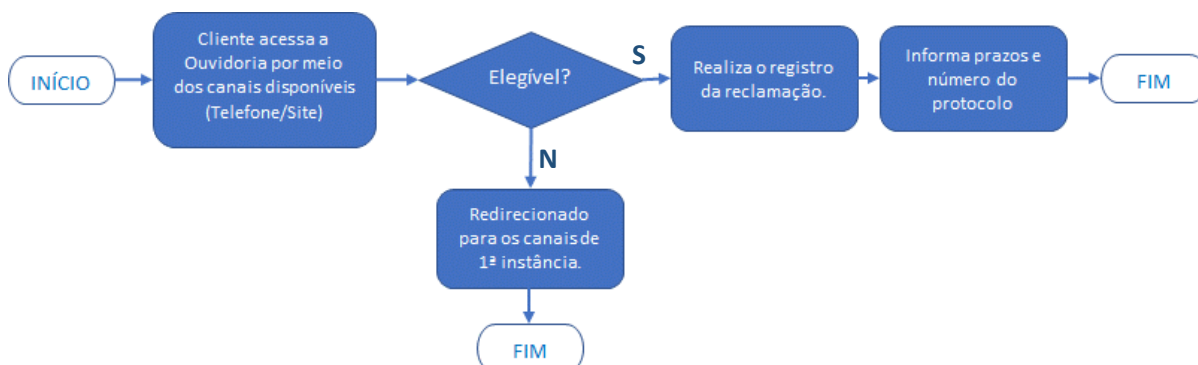 INÍCIO
Cliente acessa a
Ouvidoria por meio
dos canais disponíveis
(Telefone/Site)
Elegível?
S
Realiza o registro
da reclamação.
Informa prazos e
número do
protocolo
FIM
N
Redirecionado
para os canais de
1ª instância.
FIM